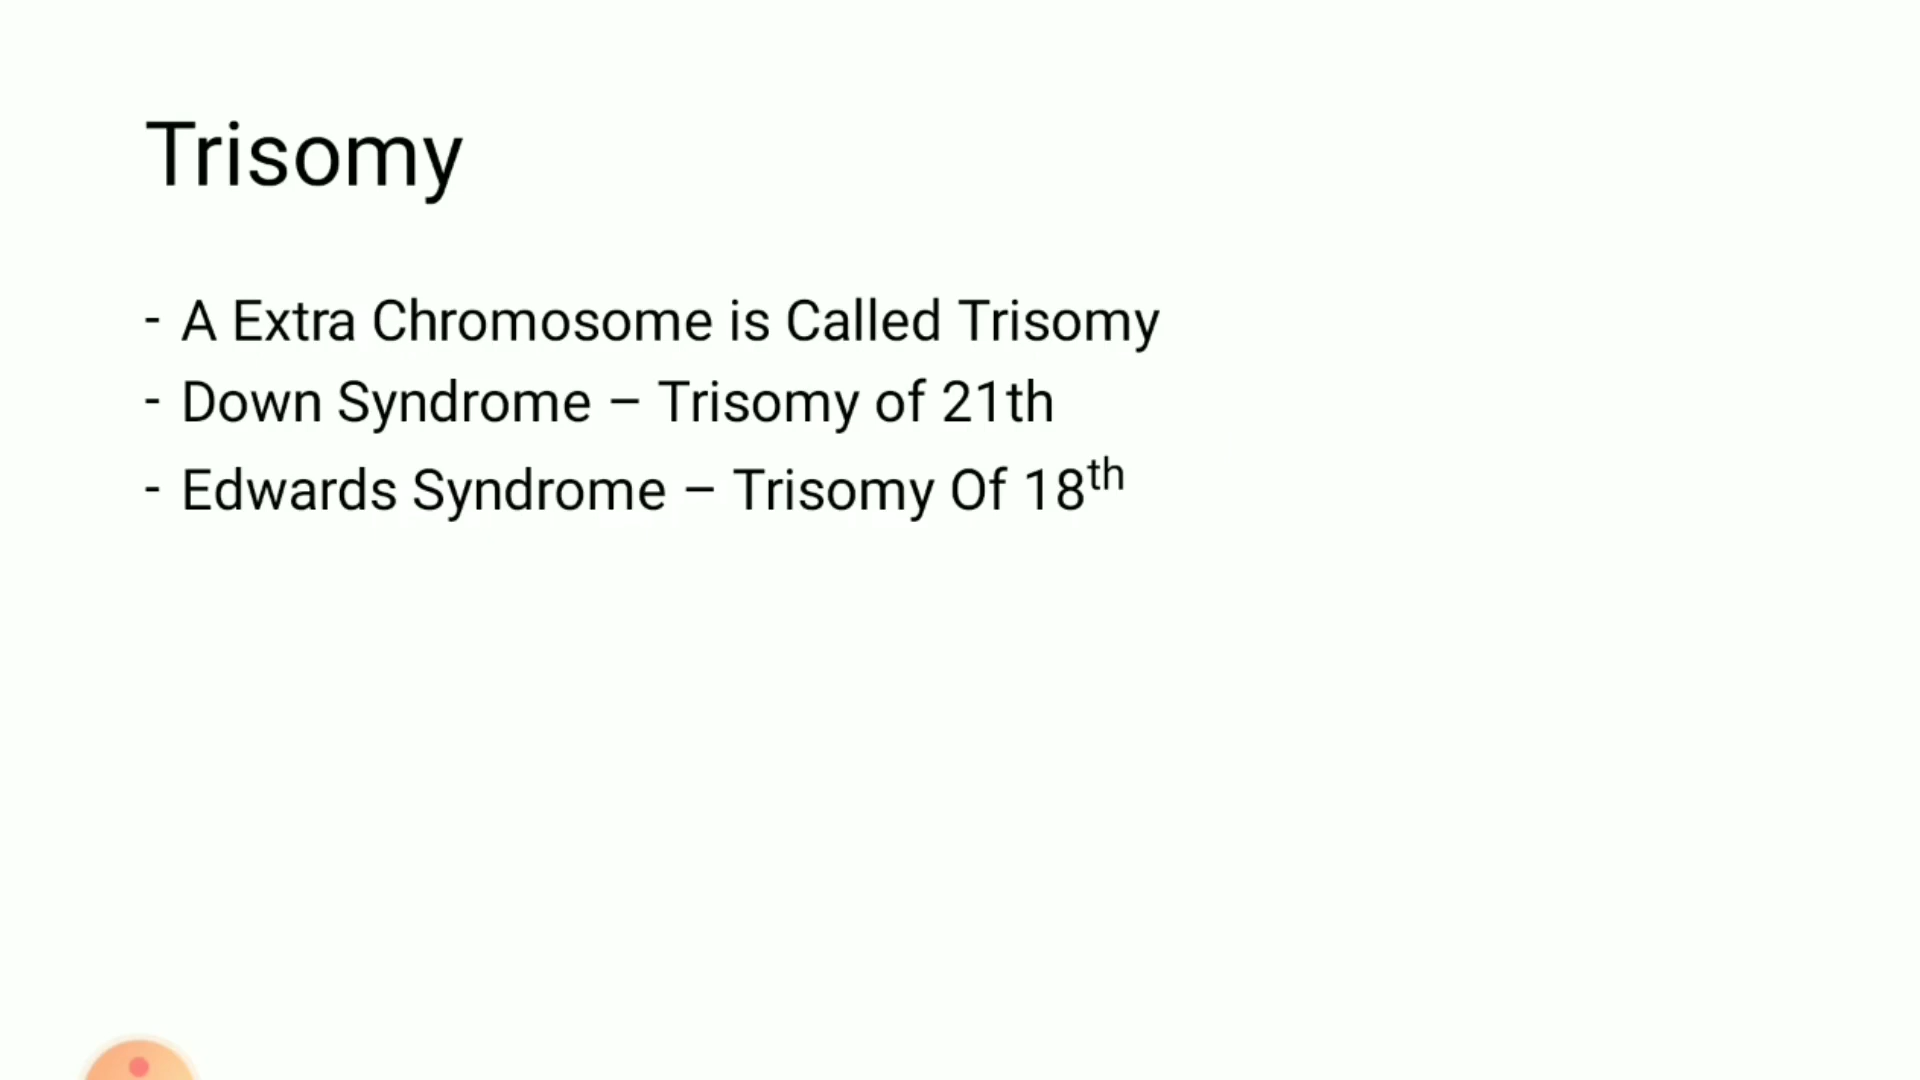 Trisomy
- A Extra Chromosome is Called Trisomy
- Down Syndrome – Trisomy of 21th
- Edwards Syndrome – Trisomy Of 18th